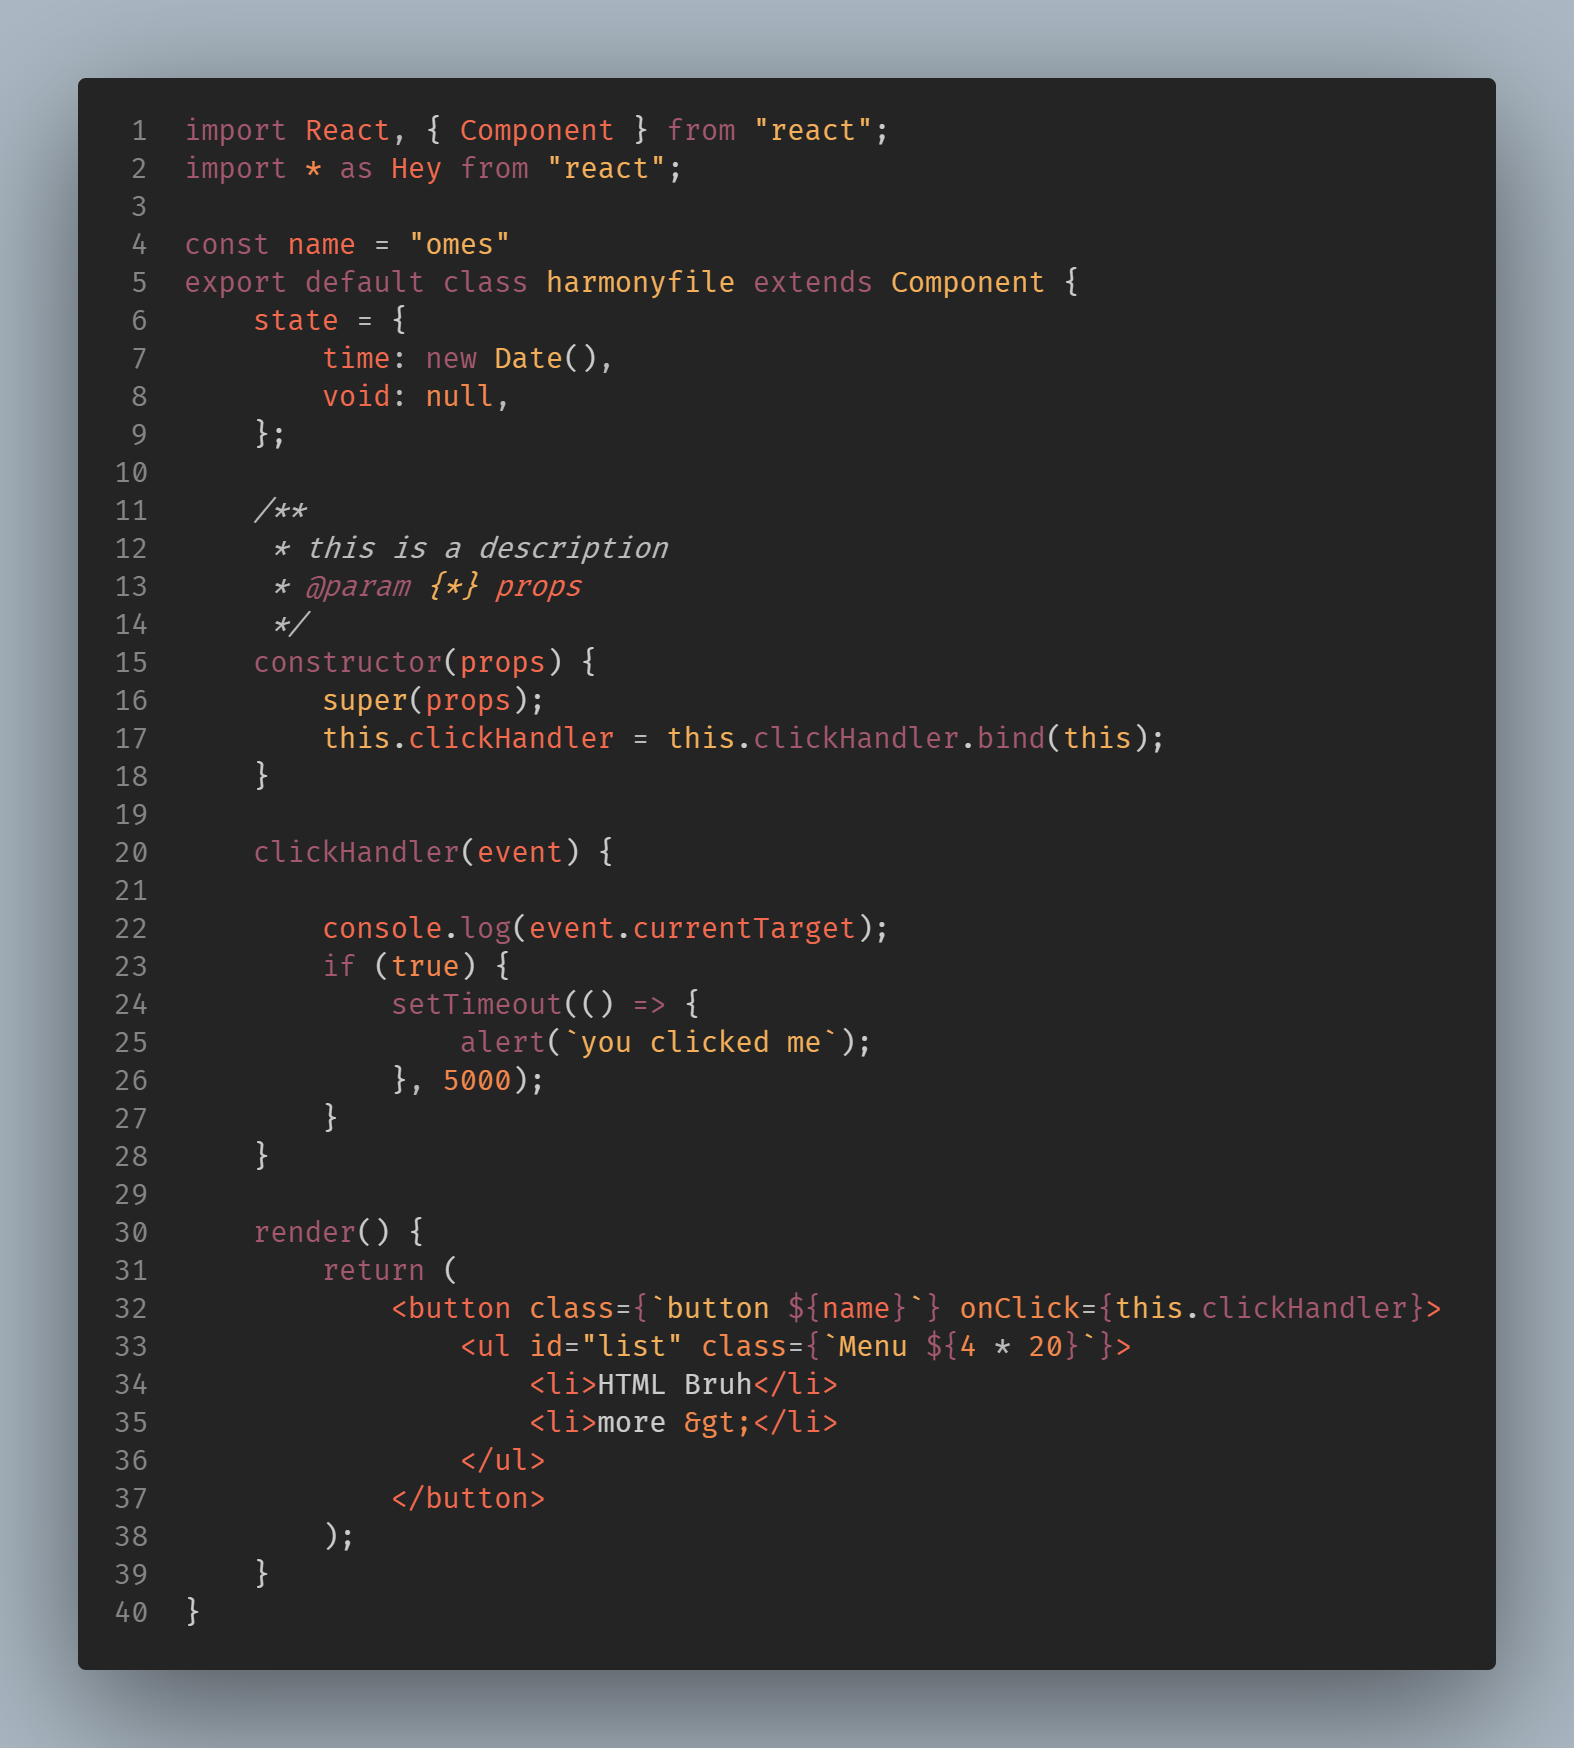 1 import React, { Component } from "react";
2 import * as Hey from "react";
3
4 const name = "omes"
5 export default class harmonyfile extends Component {
6     state = {
7         time: new Date(),
8         void: null,
9     };
10
11     /**
12      * this is a description
13      * @param {*} props
14      */
15     constructor(props) {
16         super(props);
17         this.clickHandler = this.clickHandler.bind(this);
18     }
19
20     clickHandler(event) {
21
22         console.log(event.currentTarget);
23         if (true) {
24             setTimeout(() => {
25                 alert(`you clicked me`);
26             }, 5000);
27         }
28     }
29
30     render() {
31         return (
32             <button class={`button ${name}`} onClick={this.clickHandler}>
33                 <ul id="list" class={`Menu ${4 * 20}`}>
34                     <li>HTML Bruh</li>
35                     <li>more &gt;</li>
36                 </ul>
37             </button>
38         );
39     }
40 }